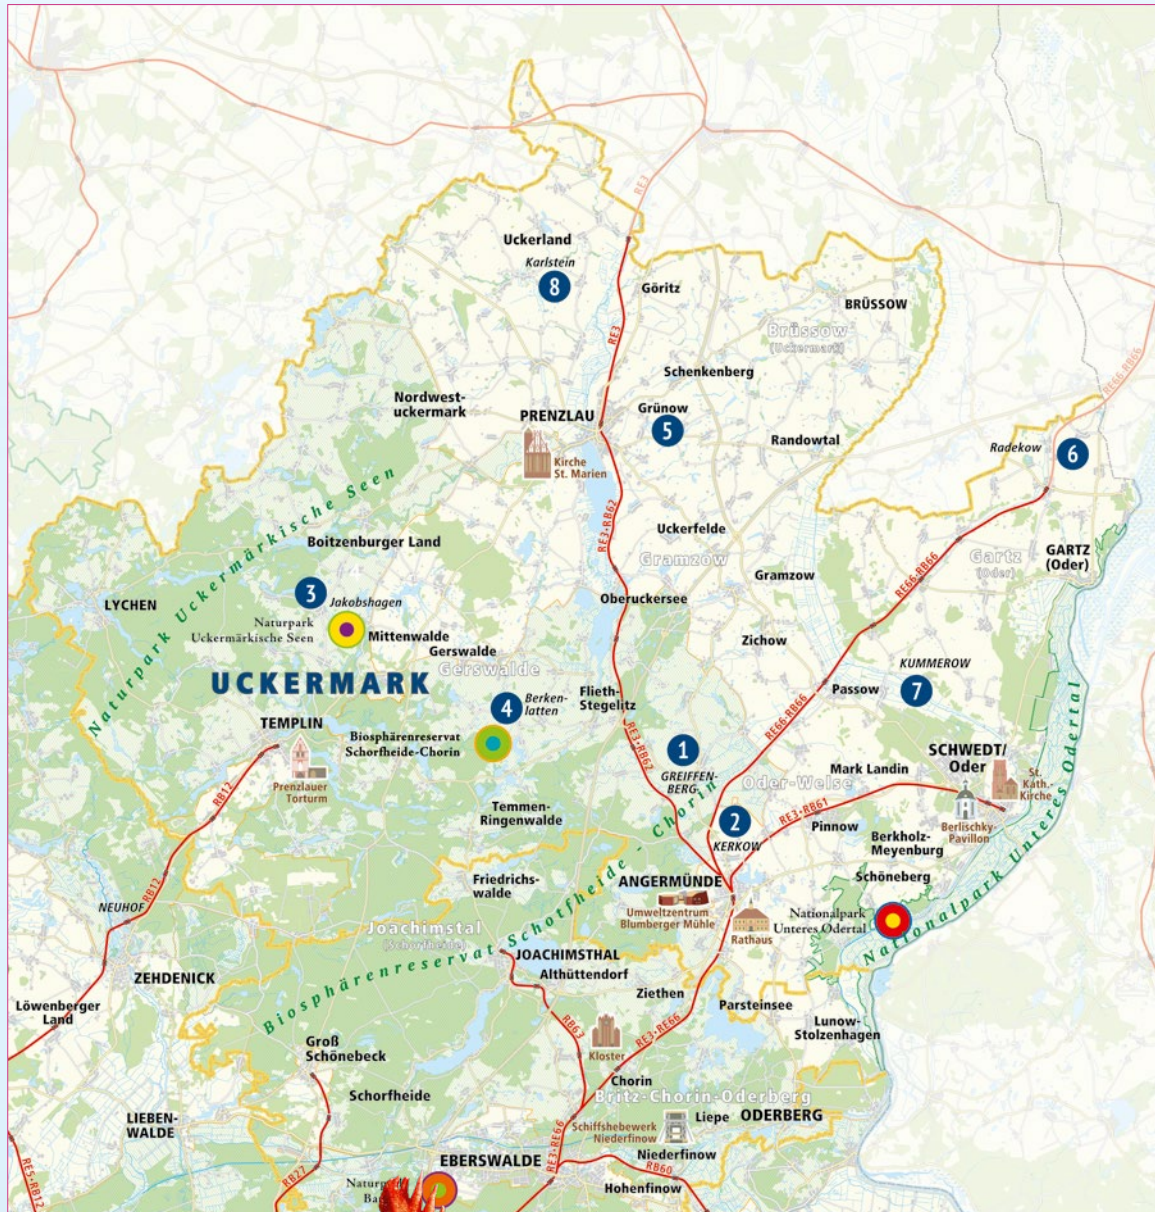 RE3
Uckerland
Karlstein
8
Göritz
BRÜSSOW
Brüssow
(Uckermark)
RE3
Schenkenberg
RE66·RB66
Nordwest-
uckermark
PRENZLAU
Grünow
5
Kirche
St. Marien
Randowtal
Radekow
6
Naturpark Uckermärkische Seen
RE3·RB62
Boitzenburger Land
Uckerfelde
Gramzow
Gramzow
RE66·RB66
Gartz
(Oder)
GARTZ
(Oder)
LYCHEN
3
Jakobshagen
Naturpark
Uckermärkische Seen
Mittenwalde
Gerswalde
Gerswalde
Oberuckersee
Zichow
UCKERMARK
KUMMEROW
7
Passow
4
Berken-
latten
Flieth-
Stegelitz
RE66·RB66
TEMPLIN
Biosphärenreservat
Schorfheide-Chorin
RE3·RB62
1
GREIFFEN-
BERG
Prenzlauer
Torturm
Oder-Welse
Mark Landin
SCHWEDT/
Oder
St.
Kath.-
Kirche
RB12
Temmen-
Ringenwalde
2
KERKOW
RE3·RB61
Pinnow
Berlischky-
Pavillon
Berkholz-
Meyenburg
Nationalpark Unteres Odertal
Biosphärenreservat Schotfheide - Chorin
RB12
Friedrichs-
walde
ANGERMÜNDE
Umweltzentrum
Blumberger Mühle
Rathaus
Schöneberg
Nationalpark
Unteres Odertal
NEUHOF
Joachimstal
(Schorfheide)
JOACHIMSTHAL
Althüttendorf
ZEHDENICK
Löwenberger
Land
Ziethen
Parsteinsee
Lunow-
Stolzenhagen
RB63
RE3·RE66
Kloster
Groß
Schönebeck
Schorfheide
Chorin
Britz-Chorin-Oderberg
LIEBEN-
WALDE
Schiffshebewerk
Niederfinow
Liepe
ODERBERG
RE3·RE66
Niederfinow
EBERSWALDE
RB60
Hohenfinow
RE5·RB12
RB27